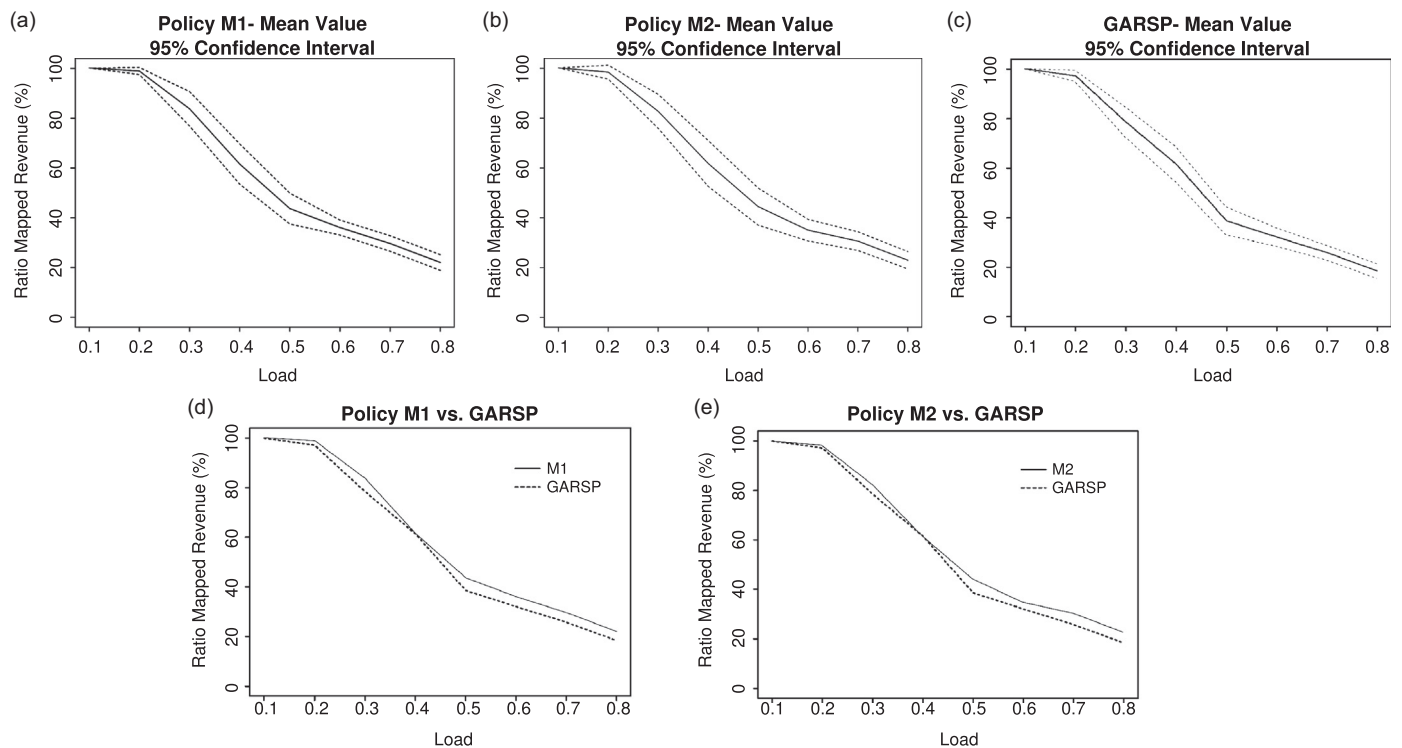 (a)
Policy M1- Mean Value
95% Confidence Interval
Ratio Mapped Revenue (%)
100
80
60
40
20
0
0.1 0.2 0.3 0.4 0.5 0.6 0.7 0.8
Load
(b)
Policy M2- Mean Value
95% Confidence Interval
Ratio Mapped Revenue (%)
100
80
60
40
20
0
0.1 0.2 0.3 0.4 0.5 0.6 0.7 0.8
Load
(c)
GARSP- Mean Value
95% Confidence Interval
Ratio Mapped Revenue (%)
100
80
60
40
20
0
0.1 0.2 0.3 0.4 0.5 0.6 0.7 0.8
Load
(d)
Policy M1 vs. GARSP
Ratio Mapped Revenue (%)
100
80
60
40
20
0
M1
GARSP
0.1 0.2 0.3 0.4 0.5 0.6 0.7 0.8
Load
(e)
Policy M2 vs. GARSP
Ratio Mapped Revenue (%)
100
80
60
40
20
0
M2
GARSP
0.1 0.2 0.3 0.4 0.5 0.6 0.7 0.8
Load